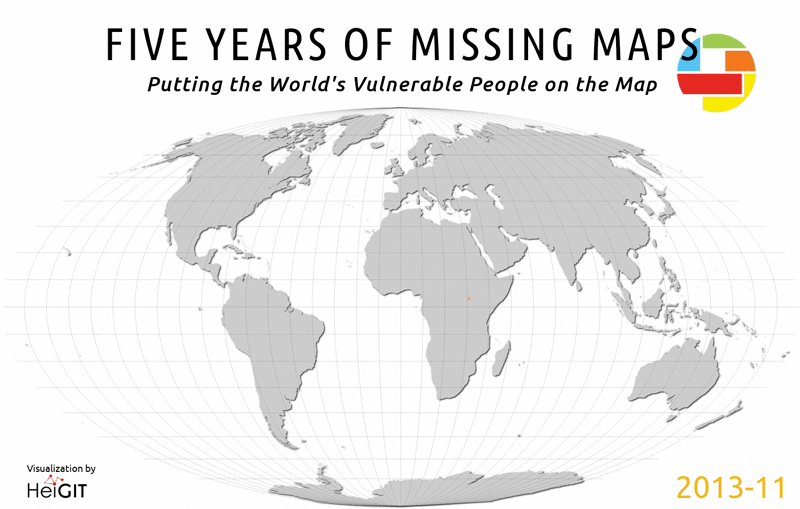 FIVE YEARS OF MISSING MAPS
Putting the World's Vulnerable People on the Map
Visualization by
HeiGIT
2013-11